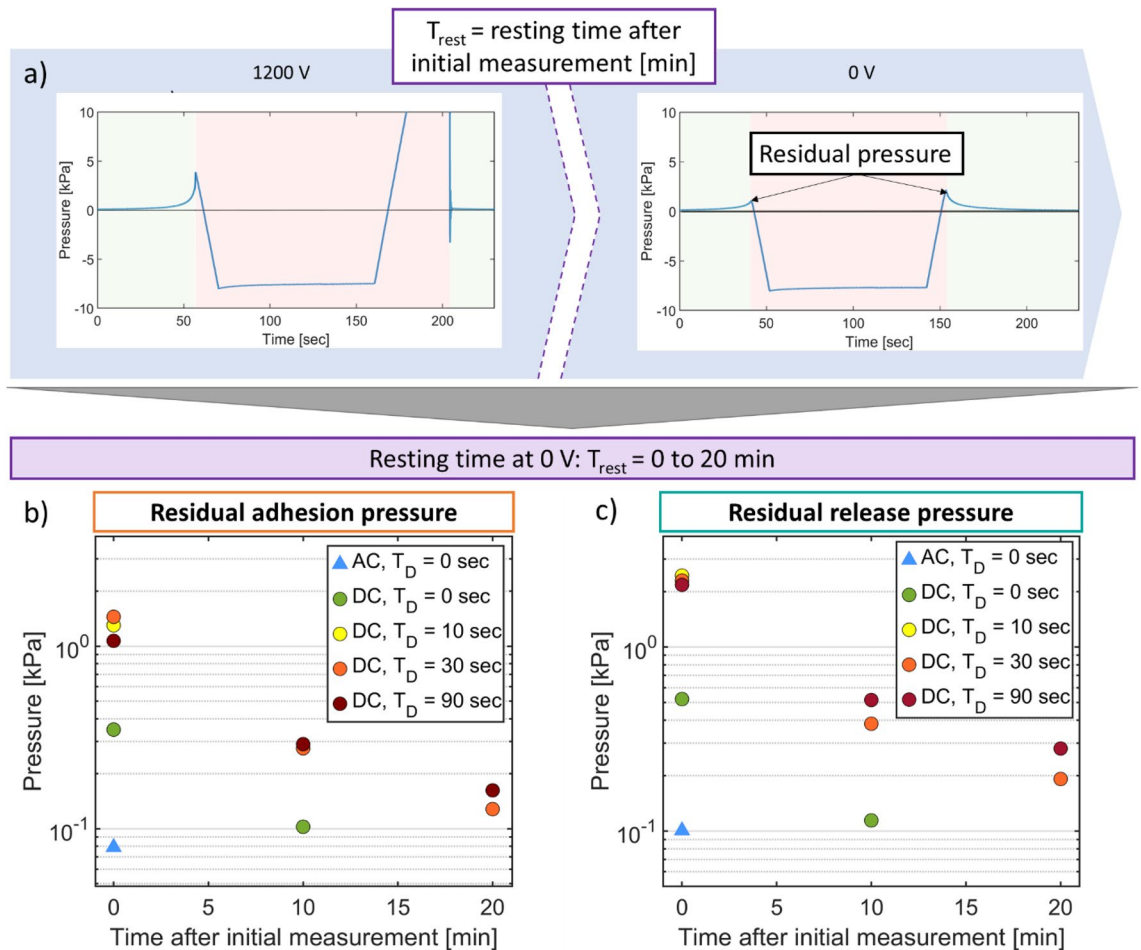 T_rest = resting time after
initial measurement [min]
a)
1200 V
0 V
10
5
0
-5
-10
Pressure [kPa]
0
50
100
150
200
Time [sec]
10
5
0
-5
-10
Pressure [kPa]
Residual pressure
0
50
100
150
200
Time [sec]
Resting time at 0 V: T_rest = 0 to 20 min
b)
Residual adhesion pressure
AC, T_D = 0 sec
DC, T_D = 0 sec
DC, T_D = 10 sec
DC, T_D = 30 sec
DC, T_D = 90 sec
10^0
10^-1
Pressure [kPa]
0
5
10
15
20
Time after initial measurement [min]
c)
Residual release pressure
AC, T_D = 0 sec
DC, T_D = 0 sec
DC, T_D = 10 sec
DC, T_D = 30 sec
DC, T_D = 90 sec
10^0
10^-1
Pressure [kPa]
0
5
10
15
20
Time after initial measurement [min]